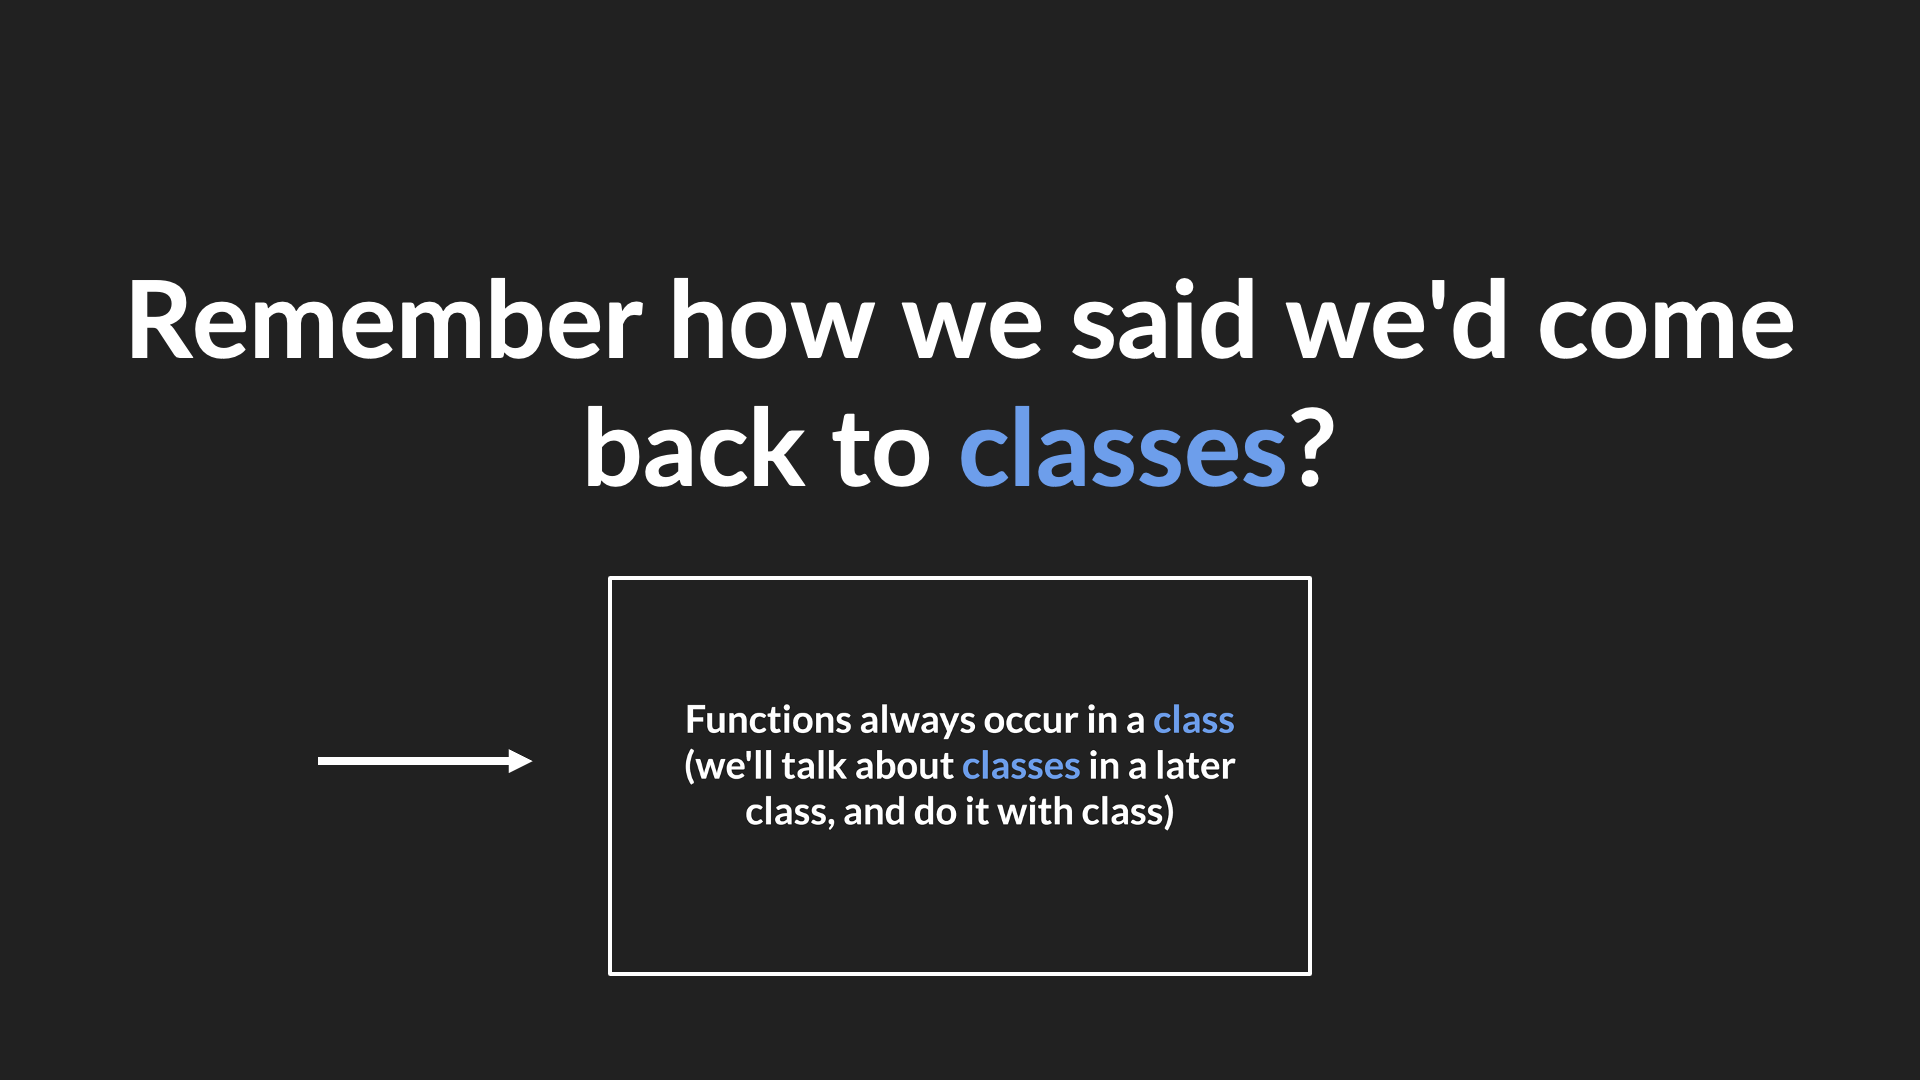 Remember how we said we'd come
back to classes?
Functions always occur in a class
(we'll talk about classes in a later
class, and do it with class)